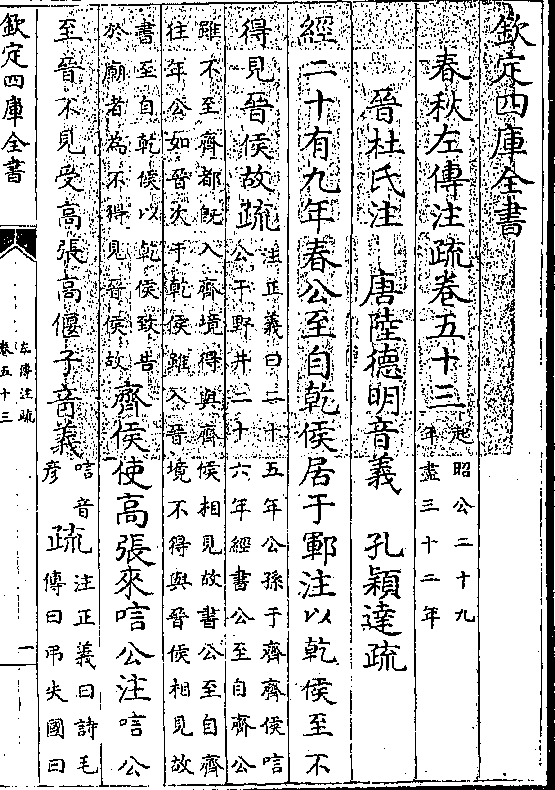 欽定四庫全書
春秋左傳注疏卷五十三 起昭公二十九
年盡三十二年
晉杜氏注 唐陸德明音義 孔穎達疏
經二十有九年春公至自乾侯居于鄆注以乾侯至不
得見晉侯故疏 注正義曰二十五年公孫于齊齊侯唁
公于野井二十六年經書公至自齊公
雖不至齊都既入齊境得與齊侯相見故書公至自齊
往年公如晉次于乾侯雖入晉境不得與晉侯相見故
書至自乾侯以乾侯致告
於廟者為不得見晉侯故
齊侯使高張來唁公注唁公
至晉不見受高張高偃子音義 唁音
彥
疏 注正義曰詩毛
傳曰弔失國曰
欽定四庫全書
左傳注疏
卷五十三
一